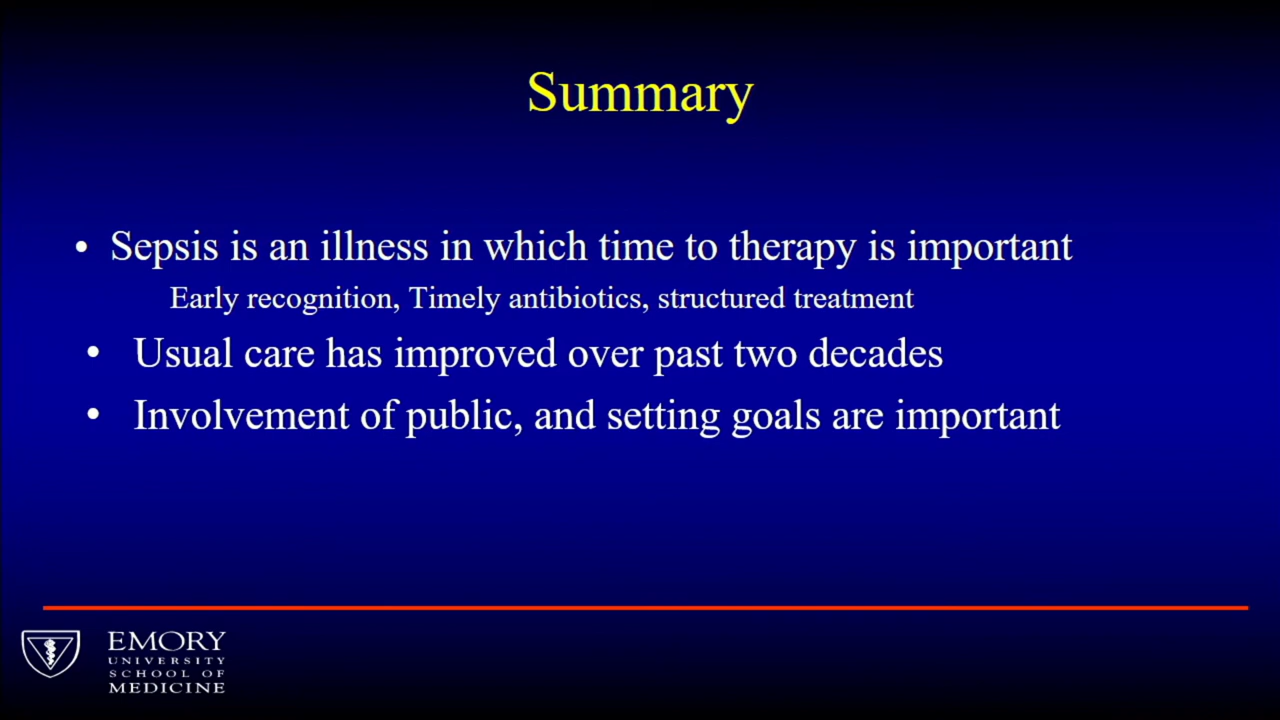 Summary
• Sepsis is an illness in which time to therapy is important
Early recognition, Timely antibiotics, structured treatment
• Usual care has improved over past two decades
• Involvement of public, and setting goals are important
EMORY
UNIVERSITY
SCHOOL OF
MEDICINE